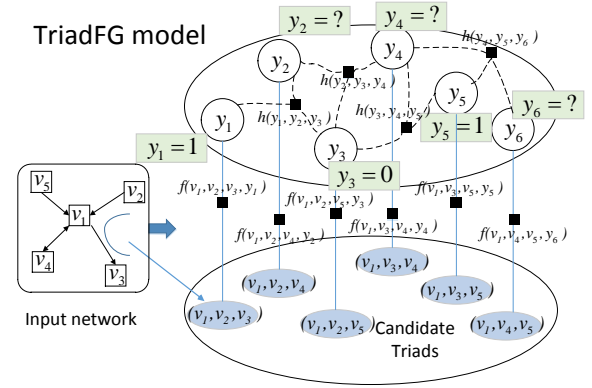 TriadFG model
y₂ = ?
y₄ = ?
h(y₄, y₅, y₆)
y₂
y₄
h(y₂, y₃, y₄)
y₅
y₆ = ?
y₁
h(y₁, y₂, y₃)
h(y₃, y₄, y₅)
y₆
y₁ = 1
y₃
y₅ = 1
y₃ = 0
v₅
v₂
v₁
v₄
v₃
Input network
f(v₁,v₂,v₃,y₁)
f(v₁,v₂,v₅,y₃)
f(v₁,v₃,v₅,y₅)
f(v₁,v₂,v₄,y₂)
f(v₁,v₃,v₄,y₄)
f(v₁,v₄,v₅,y₆)
(v₁,v₃,v₄)
(v₁,v₂,v₄)
(v₁,v₃,v₅)
(v₁,v₂,v₃)
(v₁,v₂,v₅)
Candidate
Triads
(v₁,v₄,v₅)